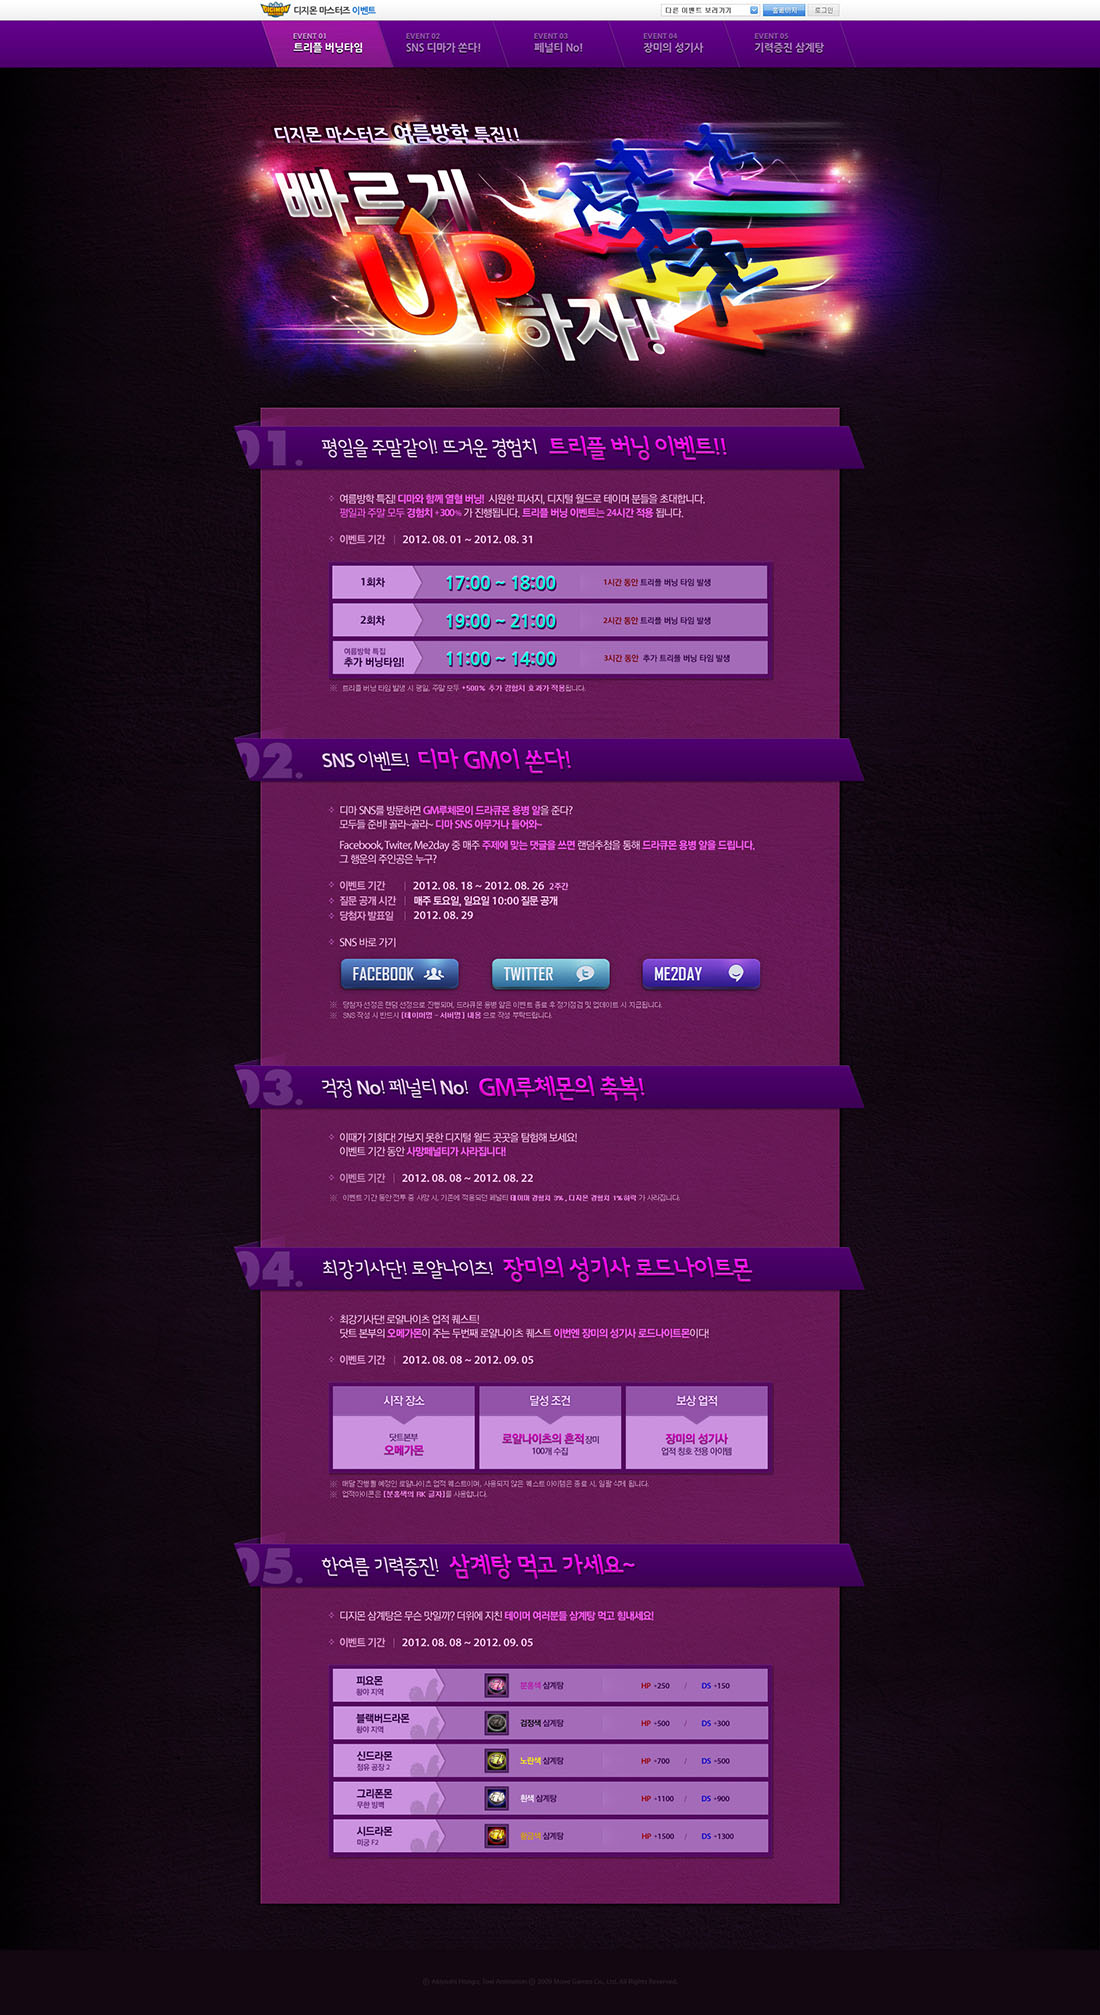 DIGIMON
디지몬 마스터즈 이벤트
다른 이벤트 보러가기
홈페이지
로그인
EVENT 01
트리플 버닝타임
EVENT 02
SNS 디마가 쏜다!
EVENT 03
페널티 No!
EVENT 04
장미의 성기사
EVENT 05
기력증진 삼계탕
디지몬 마스터즈 여름방학 특집!!
빠르게
UP
하자!
01.
평일을 주말같이! 뜨거운 경험치 트리플 버닝 이벤트!!
여름방학 특집! 디마와 함께 열혈 버닝! 시원한 피서지, 디지털 월드로 테이머 분들을 초대합니다.
평일과 주말 모두 경험치 +300% 가 진행됩니다. 트리플 버닝 이벤트는 24시간 적용 됩니다.
이벤트 기간 | 2012. 08. 01 ~ 2012. 08. 31
1회차 17:00 ~ 18:00 1시간 동안 트리플 버닝 타임 발생
2회차 19:00 ~ 21:00 2시간 동안 트리플 버닝 타임 발생
여름방학 특집
추가 버닝타임! 11:00 ~ 14:00 3시간 동안 추가 트리플 버닝 타임 발생
※ 트리플 버닝 타임 발생 시 평일, 주말 모두 +500% 추가 경험치 효과가 적용됩니다.
02.
SNS 이벤트! 디마 GM이 쏜다!
디마 SNS를 방문하면 GM루체몬이 드라큐몬 용병 알을 준다?
모두들 준비! 골라~골라~ 디마 SNS 아무거나 들어와~
Facebook, Twiter, Me2day 중 매주 주제에 맞는 댓글을 쓰면 랜덤추첨을 통해 드라큐몬 용병 알을 드립니다.
그 행운의 주인공은 누구?
이벤트 기간 | 2012. 08. 18 ~ 2012. 08. 26 2주간
질문 공개 시간 | 매주 토요일, 일요일 10:00 질문 공개
당첨자 발표일 | 2012. 08. 29
SNS 바로 가기
FACEBOOK
TWITTER
ME2DAY
※ 당첨자 선정은 랜덤 선정으로 진행되며, 드라큐몬 용병 알은 이벤트 종료 후 정기점검 및 업데이트 시 지급됩니다.
※ SNS 작성 시 반드시 [테이머명 - 서버명] 내용 으로 작성 부탁드립니다.
03.
걱정 No! 페널티 No! GM루체몬의 축복!
이때가 기회다! 가보지 못한 디지털 월드 곳곳을 탐험해 보세요!
이벤트 기간 동안 사망페널티가 사라집니다!
이벤트 기간 | 2012. 08. 08 ~ 2012. 08. 22
※ 이벤트 기간 동안 전투 중 사망 시, 기존에 적용되던 페널티 테이머 경험치 3%, 디지몬 경험치 1% 하락 가 사라집니다.
04.
최강기사단! 로얄나이츠! 장미의 성기사 로드나이트몬
최강기사단! 로얄나이츠 업적 퀘스트!
닷트 본부의 오메가몬이 주는 두번째 로얄나이츠 퀘스트 이번엔 장미의 성기사 로드나이트몬이다!
이벤트 기간 | 2012. 08. 08 ~ 2012. 09. 05
시작 장소
닷트본부
오메가몬
달성 조건
로얄나이츠의 흔적 장미
100개 수집
보상 업적
장미의 성기사
업적 칭호 전용 아이템
※ 매달 진행될 예정인 로얄나이츠 업적 퀘스트이며, 사용되지 않은 퀘스트 아이템은 종료 시, 일괄 삭제 됩니다.
※ 업적아이콘은 [분홍색의 RK 글자]를 사용합니다.
05.
한여름 기력증진! 삼계탕 먹고 가세요~
디지몬 삼계탕은 무슨 맛일까? 더위에 지친 테이머 여러분들 삼계탕 먹고 힘내세요!
이벤트 기간 | 2012. 08. 08 ~ 2012. 09. 05
피요몬
황야 지역
분홍색 삼계탕 HP +250 / DS +150
블랙버드라몬
황야 지역
검정색 삼계탕 HP +500 / DS +300
신드라몬
점유 공장 2
노란색 삼계탕 HP +700 / DS +500
그리폰몬
무한 빙벽
흰색 삼계탕 HP +1100 / DS +900
시드라몬
미궁 F2
황금색 삼계탕 HP +1500 / DS +1300
© Akiyoshi Hongo, Toei Animation © 2009 Move Games Co., Ltd. All Rights Reserved.